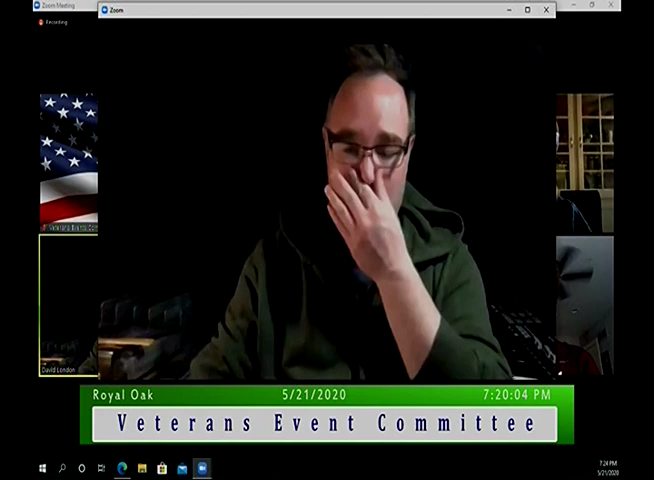 Zoom Meeting
Zoom
Recording
David London
Royal Oak 5/21/2020 7:20:04 PM
Veterans Event Committee
7:24 PM
5/21/2020